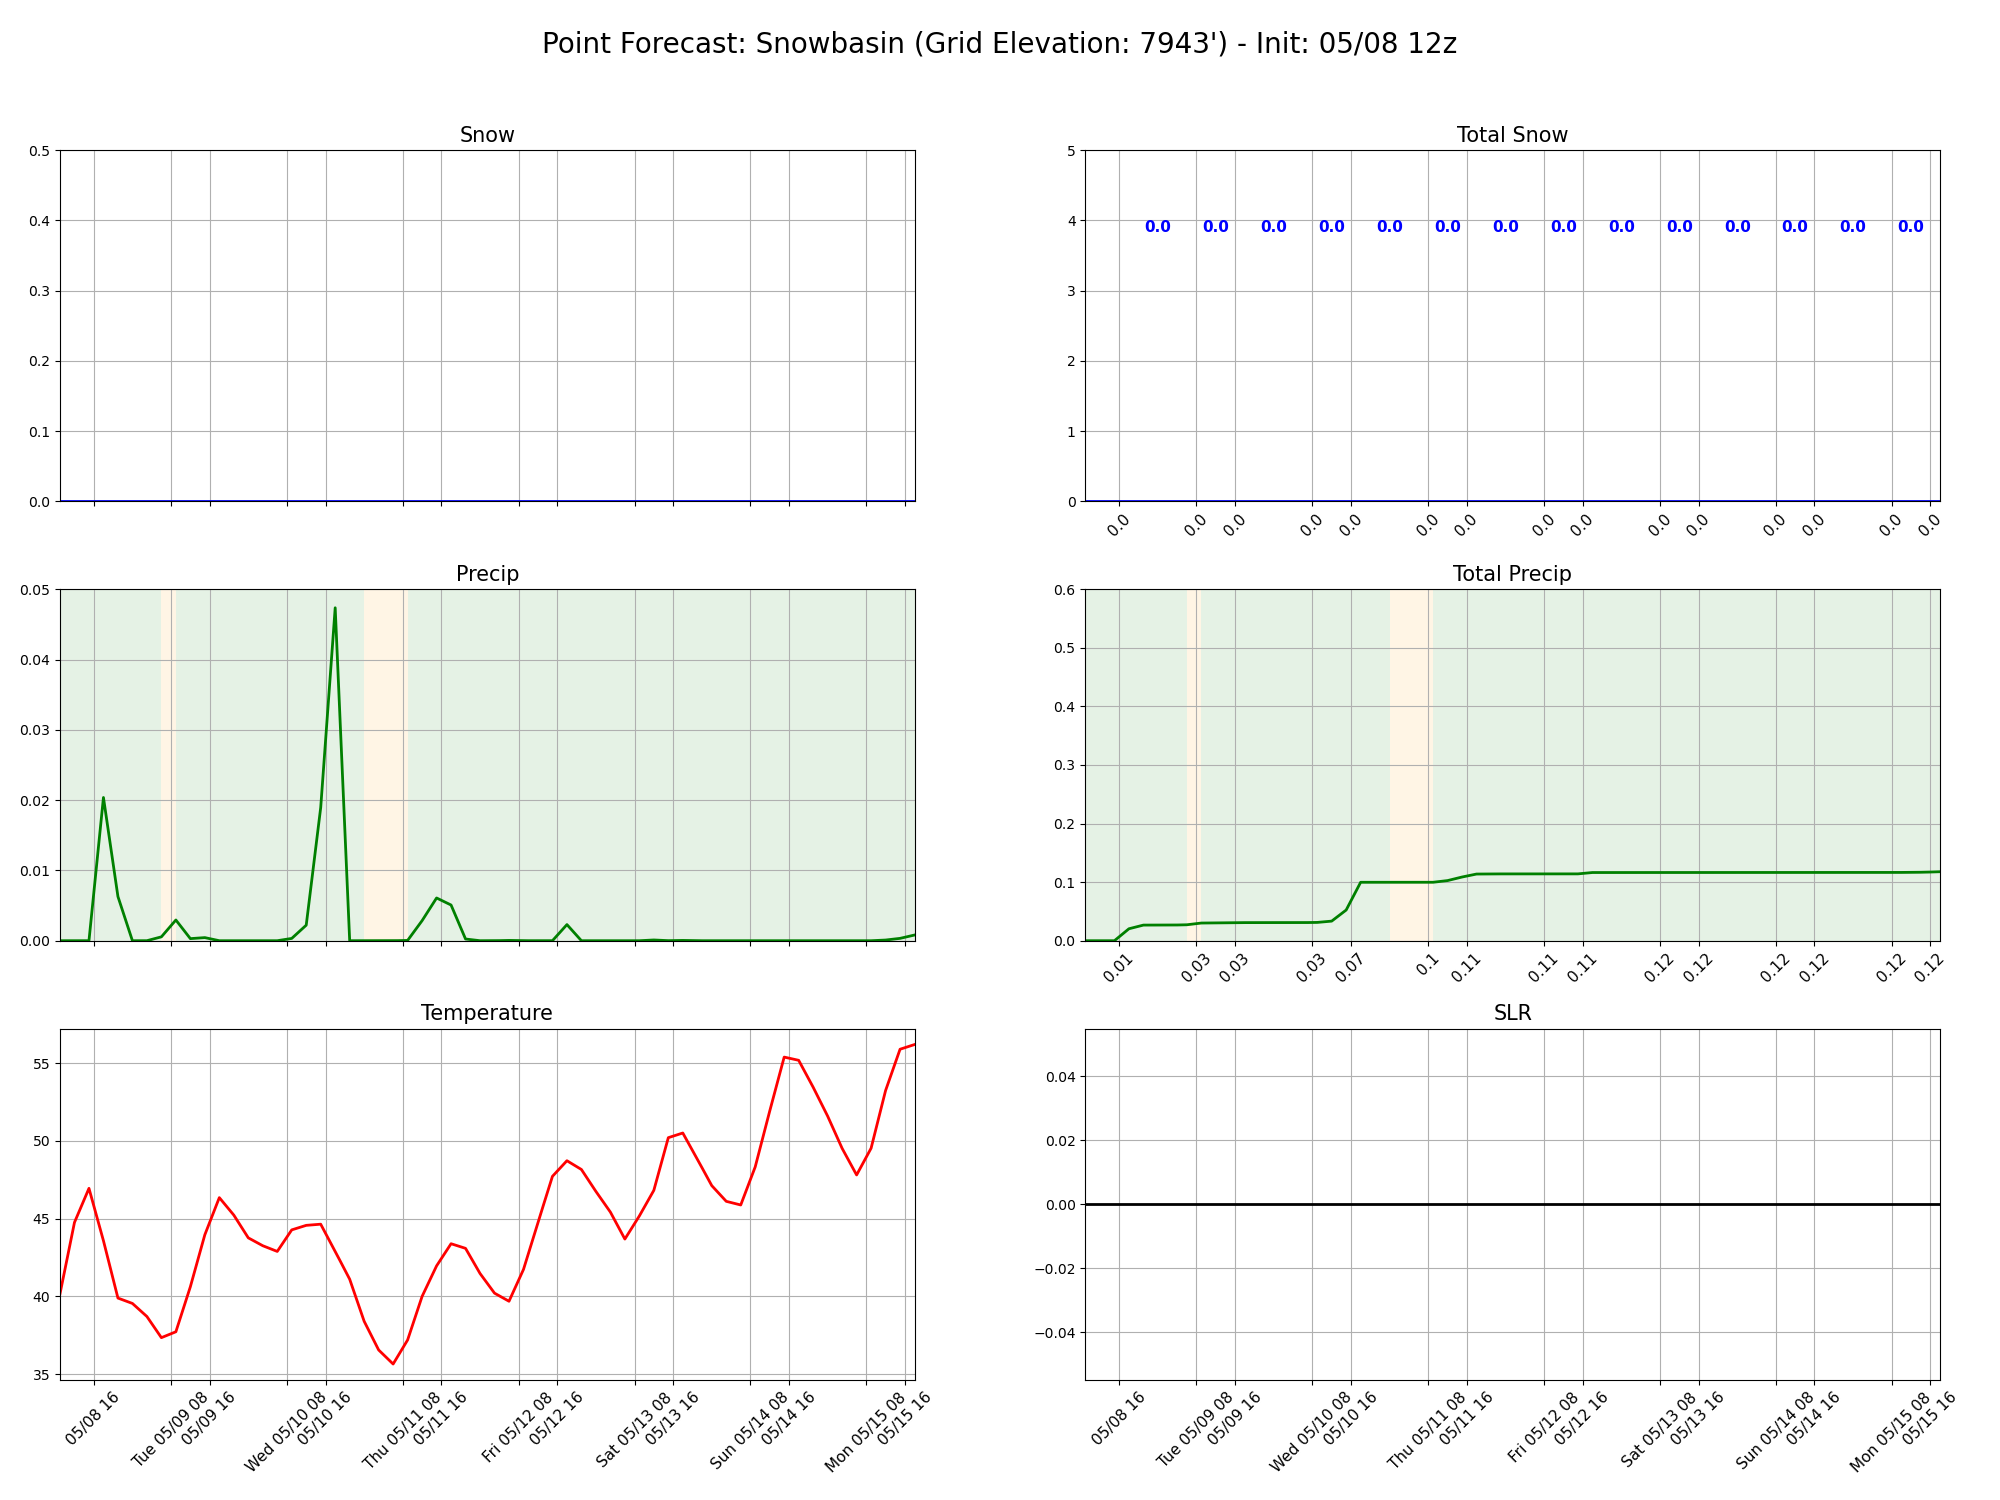 Point Forecast: Snowbasin (Grid Elevation: 7943') - Init: 05/08 12z
Snow
0.5
0.4
0.3
0.2
0.1
0.0
Total Snow
5
4
3
2
1
0
0.0 0.0 0.0 0.0 0.0 0.0 0.0 0.0 0.0 0.0 0.0 0.0 0.0 0.0
0.0 0.0 0.0 0.0 0.0 0.0 0.0 0.0 0.0 0.0 0.0 0.0 0.0 0.0 0.0
Precip
0.05
0.04
0.03
0.02
0.01
0.00
Total Precip
0.6
0.5
0.4
0.3
0.2
0.1
0.0
0.01 0.03 0.03 0.03 0.07 0.1 0.11 0.11 0.11 0.12 0.12 0.12 0.12 0.12 0.12
Temperature
55
50
45
40
35
05/08 16
Tue 05/09 08
05/09 16
Wed 05/10 08
05/10 16
Thu 05/11 08
05/11 16
Fri 05/12 08
05/12 16
Sat 05/13 08
05/13 16
Sun 05/14 08
05/14 16
Mon 05/15 08
05/15 16
SLR
0.04
0.02
0.00
−0.02
−0.04
05/08 16
Tue 05/09 08
05/09 16
Wed 05/10 08
05/10 16
Thu 05/11 08
05/11 16
Fri 05/12 08
05/12 16
Sat 05/13 08
05/13 16
Sun 05/14 08
05/14 16
Mon 05/15 08
05/15 16